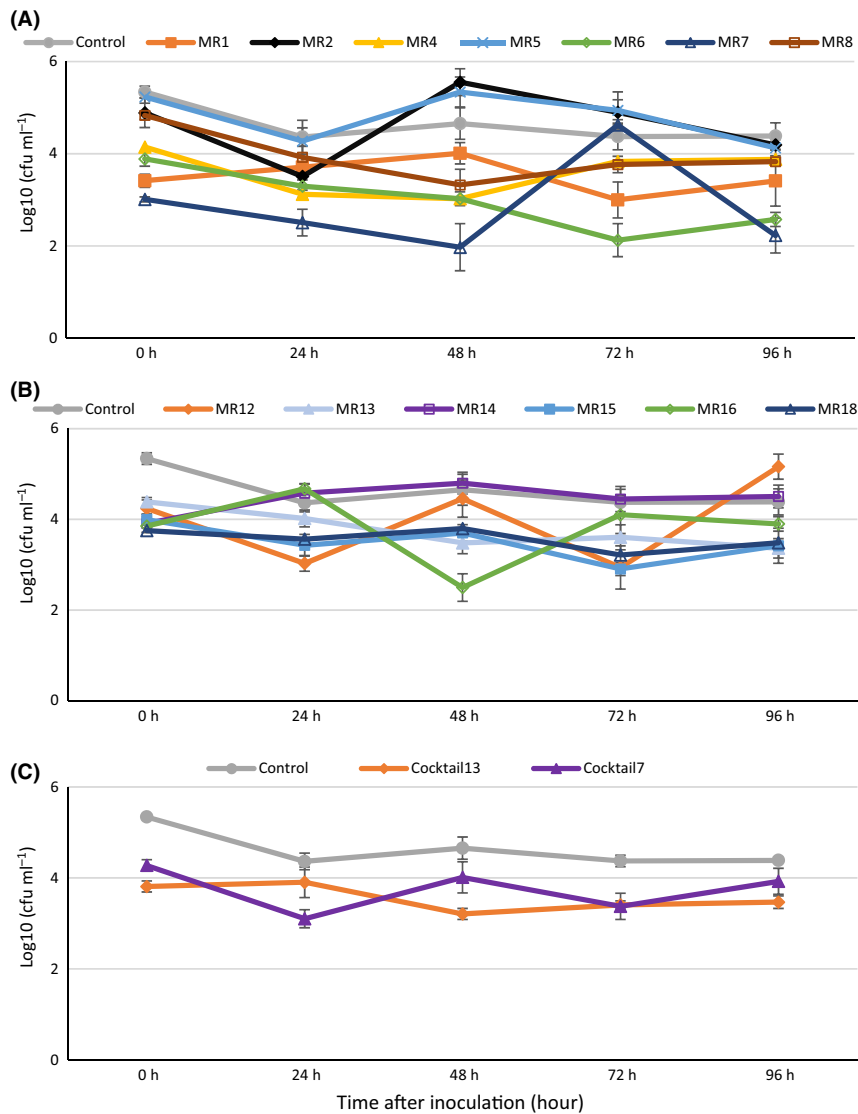 (A)
Control MR1 MR2 MR4 MR5 MR6 MR7 MR8
6
4
2
0
Log10 (cfu ml⁻¹)
0 h 24 h 48 h 72 h 96 h
(B)
Control MR12 MR13 MR14 MR15 MR16 MR18
6
4
2
0
Log10 (cfu ml⁻¹)
0 h 24 h 48 h 72 h 96 h
(C)
Control Cocktail13 Cocktail7
6
4
2
0
Log10 (cfu ml⁻¹)
0 h 24 h 48 h 72 h 96 h
Time after inoculation (hour)